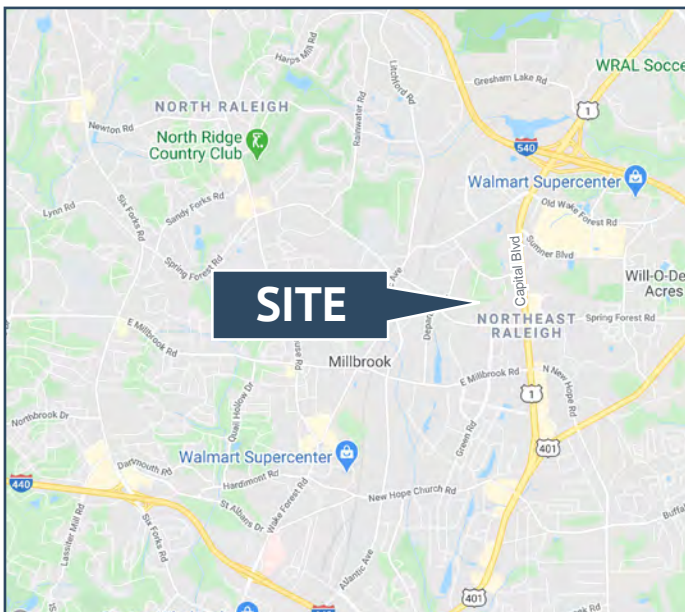 Harps Mill Rd
Litchford Rd
WRAL Socce
Gresham Lake Rd
1
NORTH RALEIGH
Rainwater Rd
Newton Rd
North Ridge
Country Club
540
Walmart Supercenter
Lynn Rd
Six Forks Rd
Sandy Forks Rd
Old Wake Forest Rd
Sumner Blvd
Spring Forest Rd
Capital Blvd
Will-O-De
Acres
SITE
s Ave
Depar
NORTHEAST
RALEIGH
Spring Forest Rd
E Millbrook Rd
ouse Rd
Millbrook
E Millbrook Rd
N New Hope Rd
1
Quail Hollow Dr
Northbrook Dr
Green Rd
401
Walmart Supercenter
Dartmouth Rd
Hardimont Rd
440
New Hope Church Rd
St Albans Dr
Wake Forest Rd
Buffal
Lassiter Mill Rd
Six Forks Rd
Atlantic Ave
401